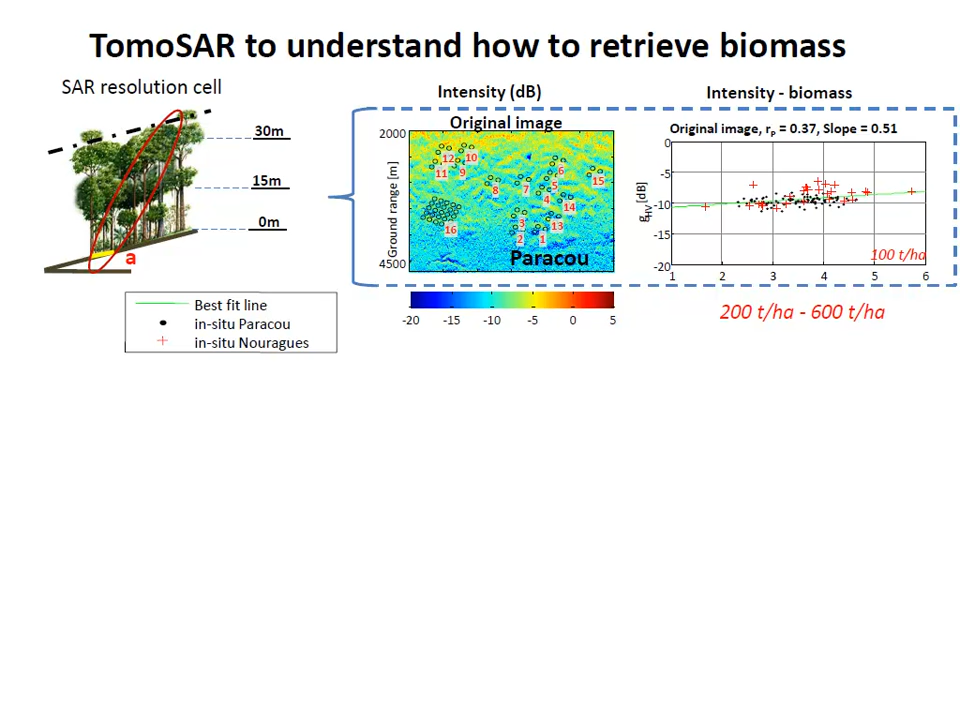 TomoSAR to understand how to retrieve biomass
SAR resolution cell
30m
15m
0m
a
Best fit line
in-situ Paracou
in-situ Nouragues
Intensity (dB)
Original image
2000
Ground range [m]
4500
12
10
11
9
8
7
6
5
4
15
14
16
3
13
2
1
Paracou
-20 -15 -10 -5 0 5
Intensity - biomass
Original image, rP = 0.37, Slope = 0.51
0
-5
-10
-15
-20
gHV [dB]
1 2 3 4 5 6
100 t/ha
200 t/ha - 600 t/ha